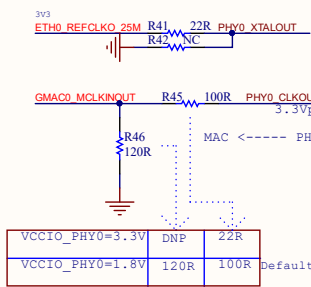 3V3
ETH0_REFCLKO_25M R41 22R PHY0_XTALOUT
R42 NC
GMAC0_MCLKINOUT R45 100R PHY0_CLKOU
3.3Vp
R46
120R
MAC <----- PH
VCCIO_PHY0=3.3V DNP 22R
VCCIO_PHY0=1.8V 120R 100R Default